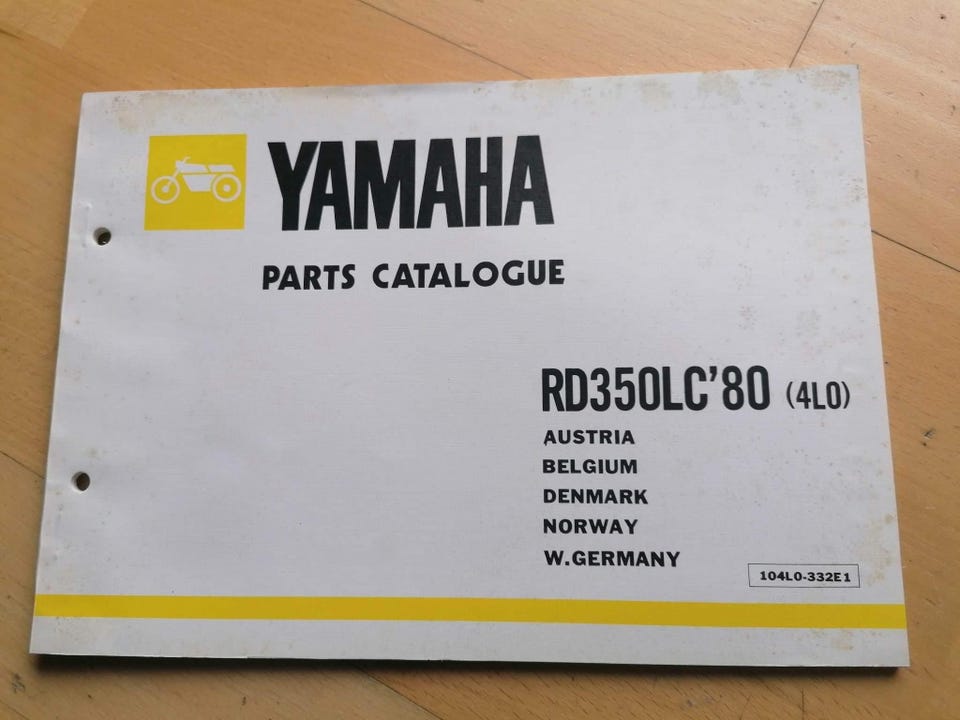 YAMAHA
PARTS CATALOGUE
RD350LC'80 (4L0)
AUSTRIA
BELGIUM
DENMARK
NORWAY
W.GERMANY
104L0-332E1